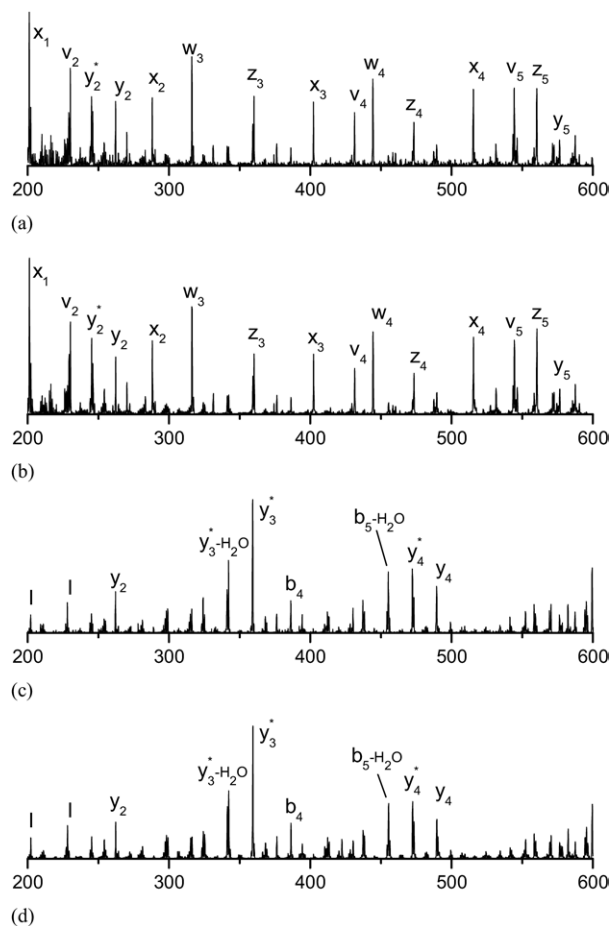 x₁ v₂ y₂* y₂ x₂ w₃ z₃ x₃ v₄ w₄ z₄ x₄ v₅ z₅ y₅
200 300 400 500 600
(a)
x₁ v₂ y₂* y₂ x₂ w₃ z₃ x₃ v₄ w₄ z₄ x₄ v₅ z₅ y₅
200 300 400 500 600
(b)
I I y₂ y₃*-H₂O y₃* b₄ b₅-H₂O y₄* y₄
200 300 400 500 600
(c)
I I y₂ y₃*-H₂O y₃* b₄ b₅-H₂O y₄* y₄
200 300 400 500 600
(d)